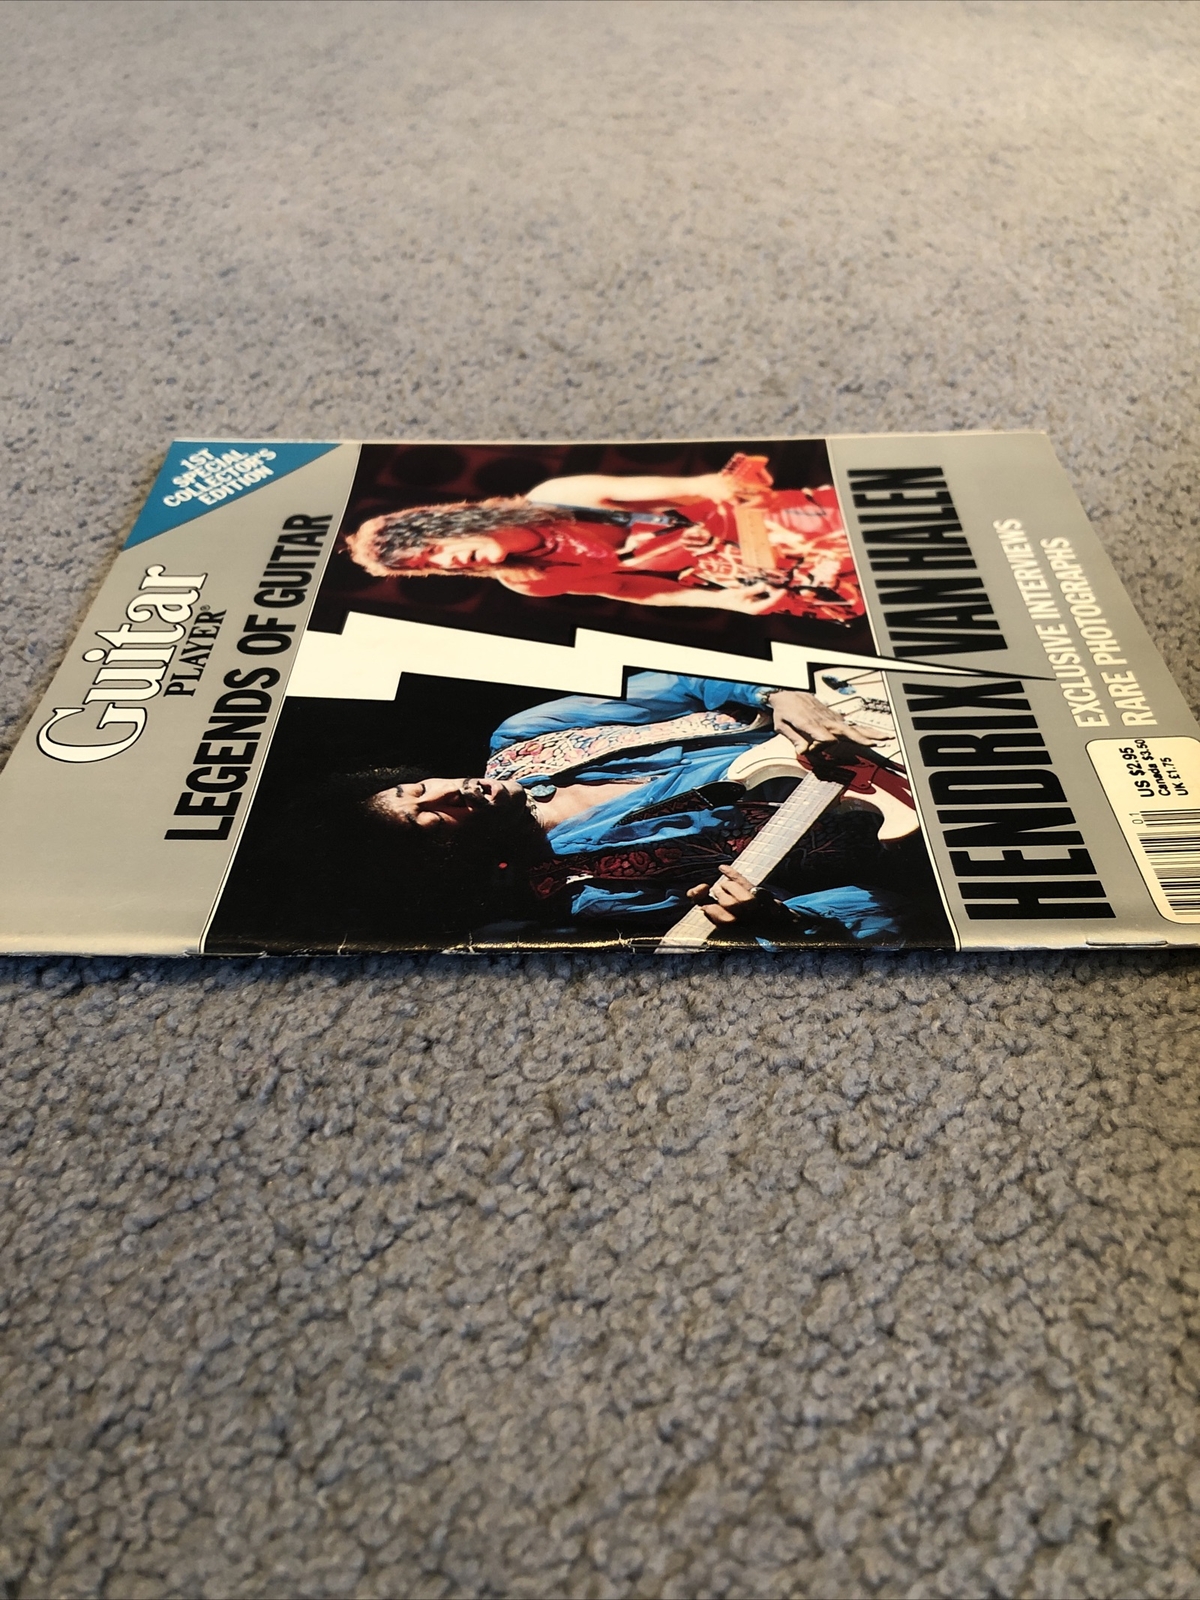 1ST
SPECIAL
COLLECTOR'S
EDITION
Guitar
PLAYER®
LEGENDS OF GUITAR
HENDRIX VAN HALEN
EXCLUSIVE INTERVIEWS
RARE PHOTOGRAPHS
01
US $2.95
Canada $3.50
UK £1.75